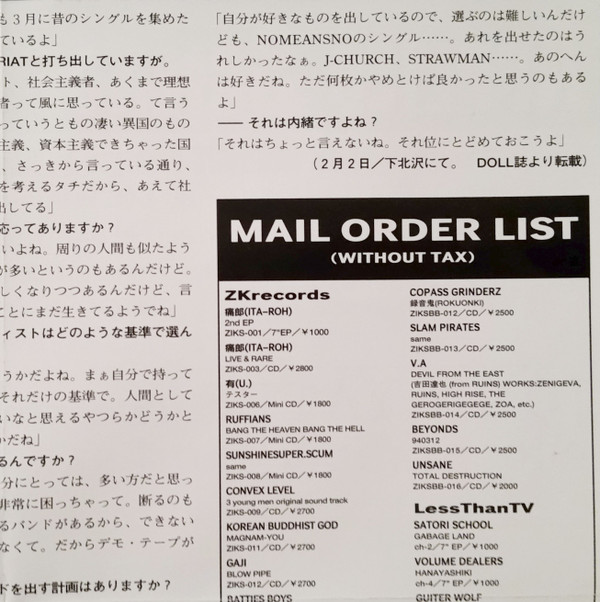 も３月に昔のシングルを集めた
ているよ」
RIATと打ち出していますが。
ト、社会主義者、あくまで理想
者って風に思っている。て言う
っていうともの凄い異国のもの
主義、資本主義できちゃった国
、さっきから言っている通り、
を考えるタチだから、あえて社
出してる」
応ってありますか？
いよね。周りの人間も似たよう
が多いというのもあるんだけど。
しくなりつつあるんだけど、言
ことにまだ生きてるようでね」
ィストはどのような基準で選ん
うかだよね。まぁ自分で持って
それだけの基準で。人間として
いなと思えるやつらかどうかと
かだね」
るんですか？
分にとっては、多い方だと思っ
非常に困っちゃって。断るのも
るバンドがあるから、できない
なくて。だからデモ・テープが
ドを出す計画はありますか？
「自分が好きなものを出しているので、選ぶのは難しいんだけ
ども、NOMEANSNOのシングル……。あれを出せたのはう
れしかったなぁ。J-CHURCH、STRAWMAN……。あのへん
は好きだね。ただ何枚かやめとけば良かったと思うのもある
よ」
―― それは内緒ですよね？
「それはちょっと言えないね。それ位にとどめておこうよ」
（２月２日／下北沢にて。　DOLL誌より転載）
MAIL ORDER LIST
(WITHOUT TAX)
ZKrecords
痛郎(ITA-ROH)
2nd EP
ZIKS-001／7"EP／￥1000
痛郎(ITA-ROH)
LIVE & RARE
ZIKS-003／CD／￥2800
有(U.)
テスター
ZIKS-006／Mini CD／￥1800
RUFFIANS
BANG THE HEAVEN BANG THE HELL
ZIKS-007／Mini CD／￥1800
SUNSHINESUPER.SCUM
same
ZIKS-008／Mini CD／￥1800
CONVEX LEVEL
3 young men original sound track
ZIKS-009／CD／￥2700
KOREAN BUDDHIST GOD
MAGNAM-YOU
ZIKS-011／CD／￥2700
GAJI
BLOW PIPE
ZIKS-012／CD／￥2700
BATTIES BOYS
COPASS GRINDERZ
録音鬼(ROKUONKI)
ZIKSBB-012／CD／￥2500
SLAM PIRATES
same
ZIKSBB-013／CD／￥2500
V.A
DEVIL FROM THE EAST
(吉田達也 (from RUINS) WORKS:ZENIGEVA,
RUINS, HIGH RISE, THE
GEROGERIGEGEGE, ZOA, etc.)
ZIKSBB-014／CD／￥2500
BEYONDS
940312
ZIKSBB-015／CD／￥2500
UNSANE
TOTAL DESTRUCTION
ZIKSBB-016／CD／￥2000
LessThanTV
SATORI SCHOOL
GABAGE LAND
ch-2／7" EP／￥1000
VOLUME DEALERS
HANAYASHIKI
ch-4／7" EP／￥1000
GUITER WOLF